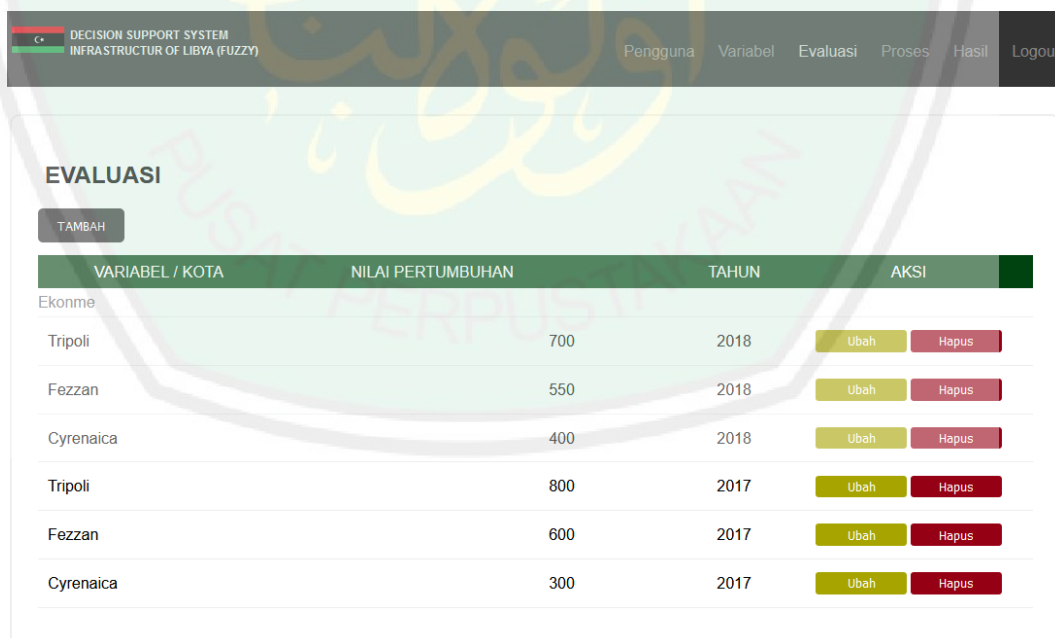 DECISION SUPPORT SYSTEM
INFRASTRUCTUR OF LIBYA (FUZZY)
Pengguna Variabel Evaluasi Proses Hasil Logou
EVALUASI
TAMBAH
VARIABEL / KOTA NILAI PERTUMBUHAN TAHUN AKSI
Ekonme
Tripoli 700 2018 Ubah Hapus
Fezzan 550 2018 Ubah Hapus
Cyrenaica 400 2018 Ubah Hapus
Tripoli 800 2017 Ubah Hapus
Fezzan 600 2017 Ubah Hapus
Cyrenaica 300 2017 Ubah Hapus
PUSAT PERPUSTAKAAN